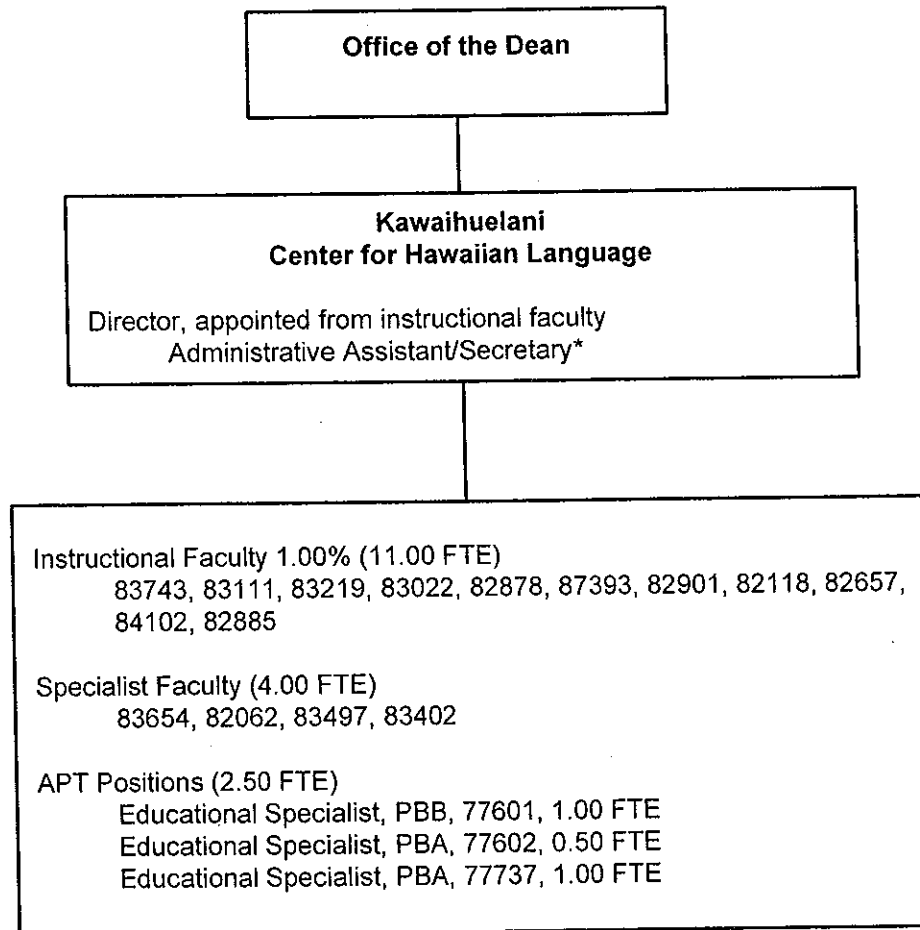 Office of the Dean
Kawaihuelani
Center for Hawaiian Language
Director, appointed from instructional faculty
Administrative Assistant/Secretary*
Instructional Faculty 1.00% (11.00 FTE)
83743, 83111, 83219, 83022, 82878, 87393, 82901, 82118, 82657,
84102, 82885
Specialist Faculty (4.00 FTE)
83654, 82062, 83497, 83402
APT Positions (2.50 FTE)
Educational Specialist, PBB, 77601, 1.00 FTE
Educational Specialist, PBA, 77602, 0.50 FTE
Educational Specialist, PBA, 77737, 1.00 FTE